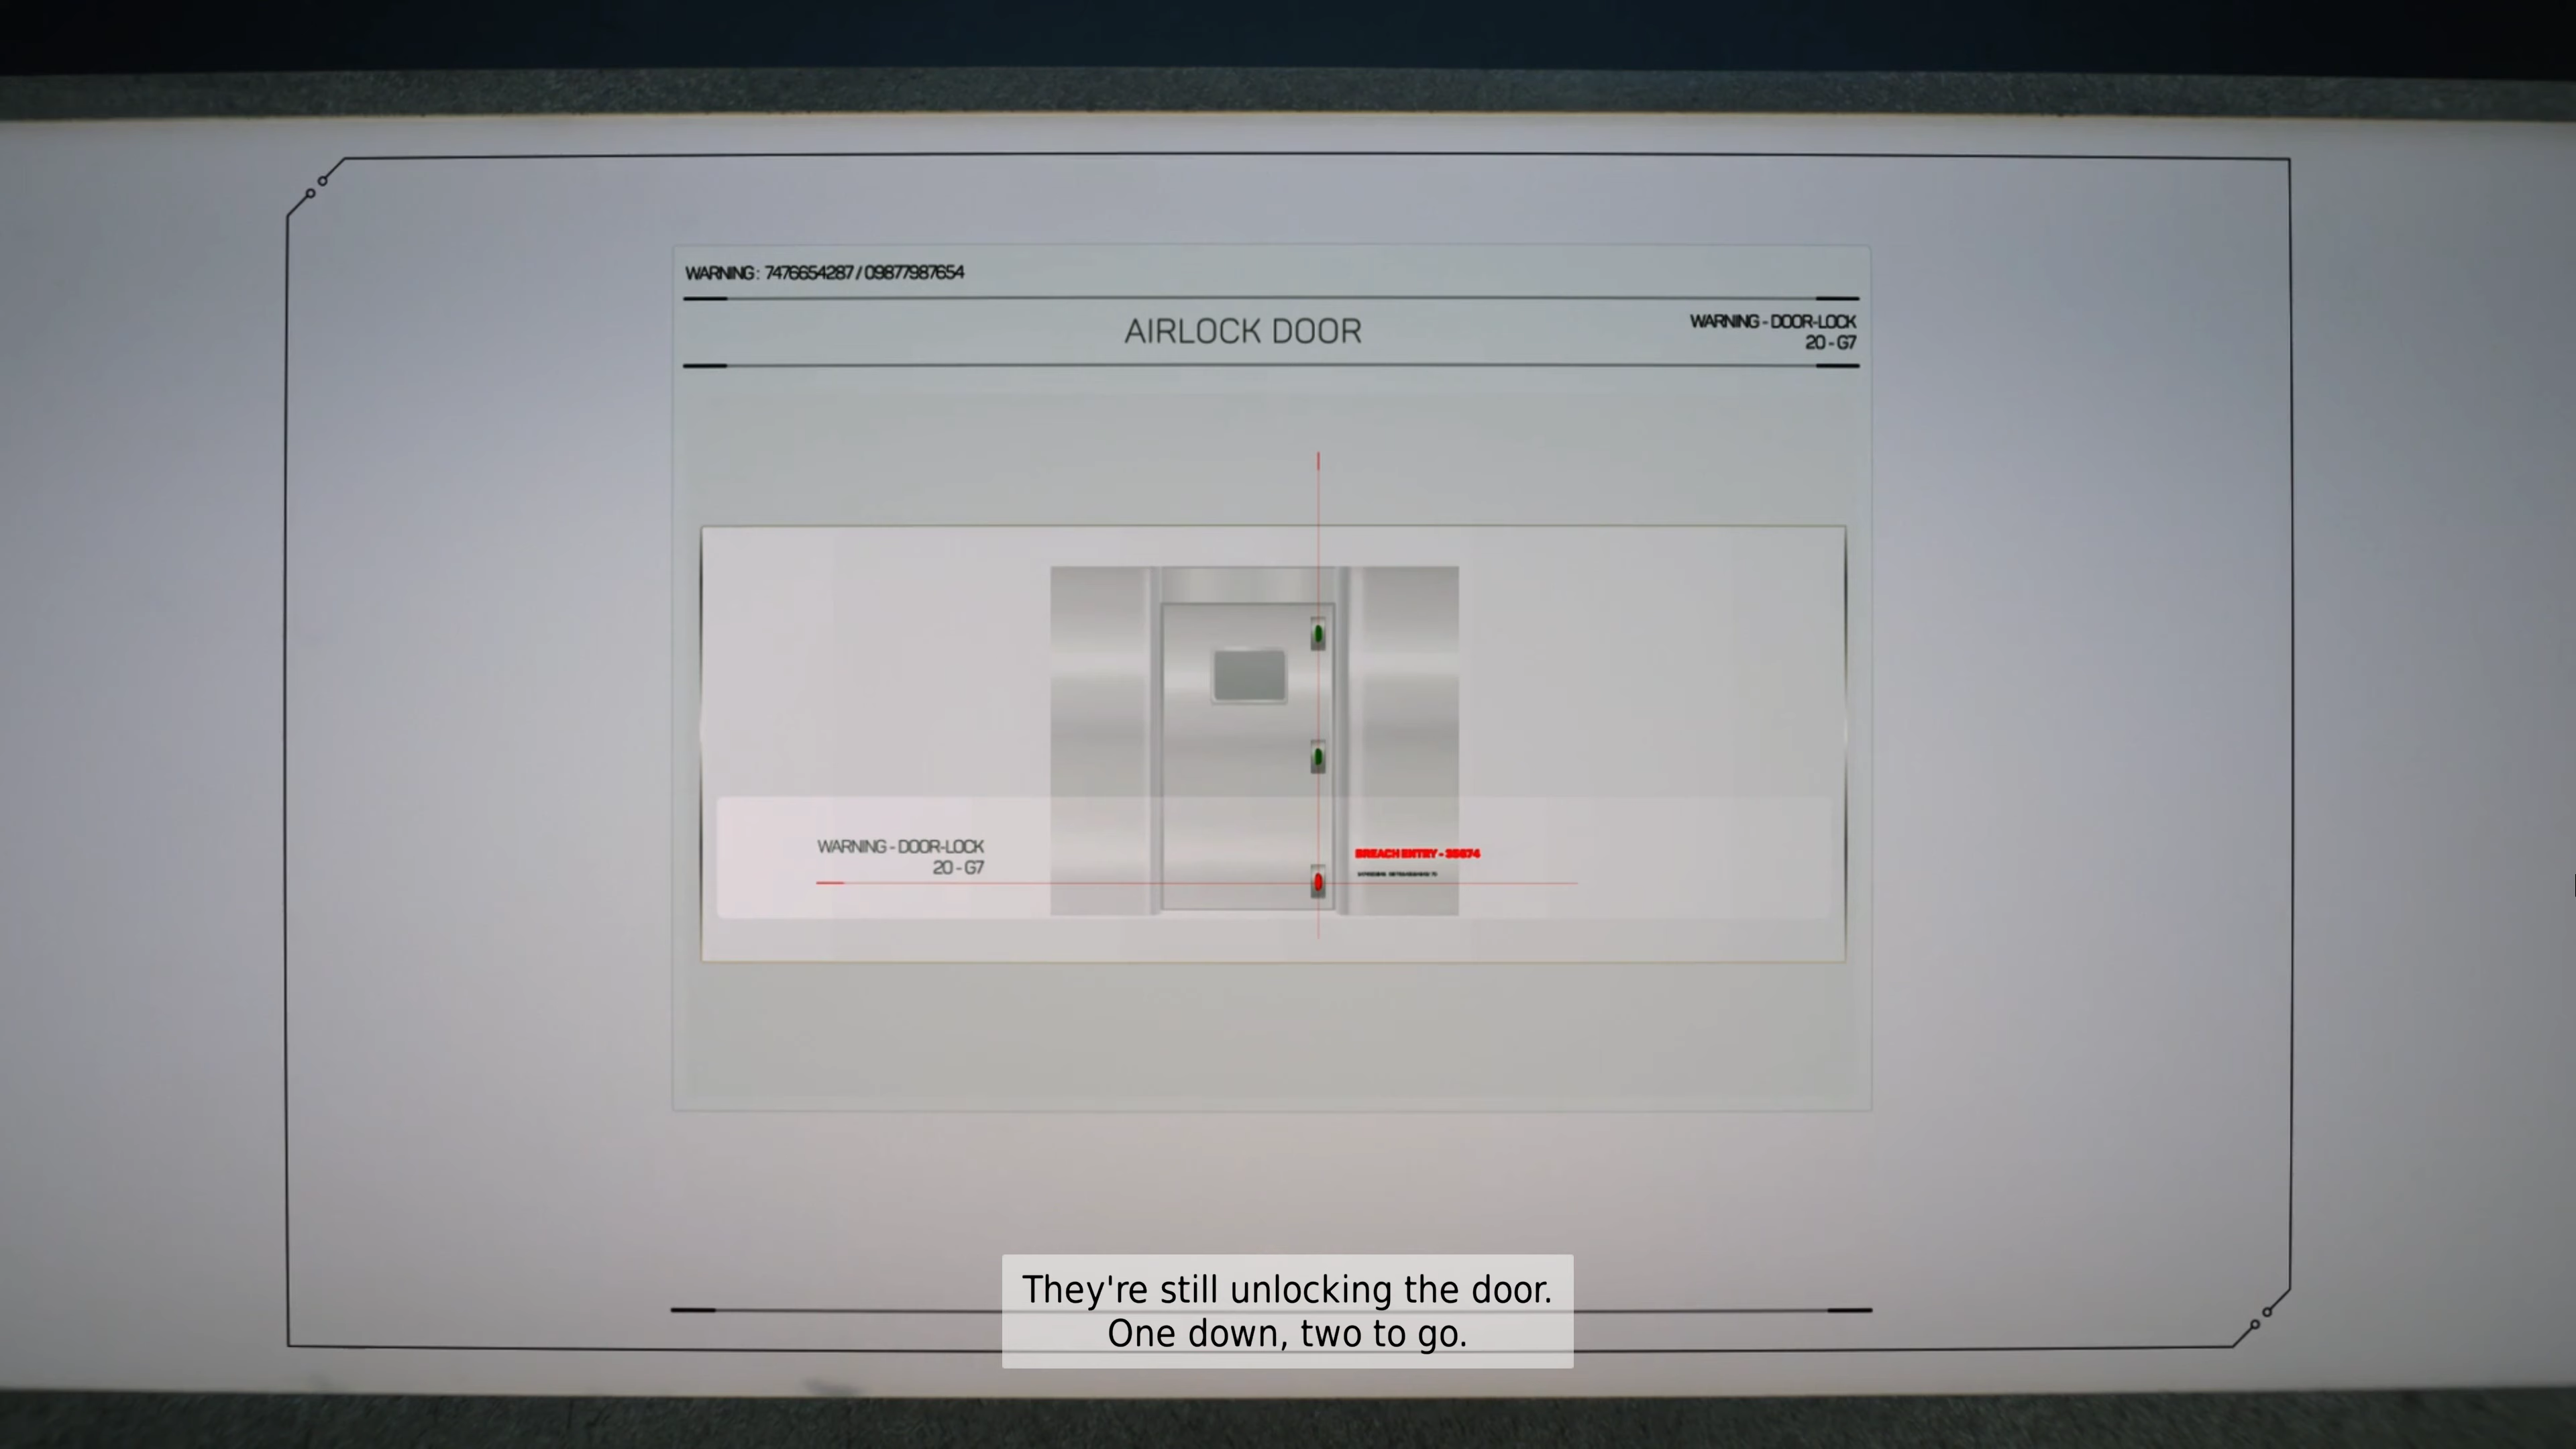 WARNING : 7476654287 / 09877987654
AIRLOCK DOOR
WARNING - DOOR-LOCK
20 - G7
WARNING - DOOR-LOCK
20 - G7
BREACH ENTRY - 35674
They're still unlocking the door.
One down, two to go.